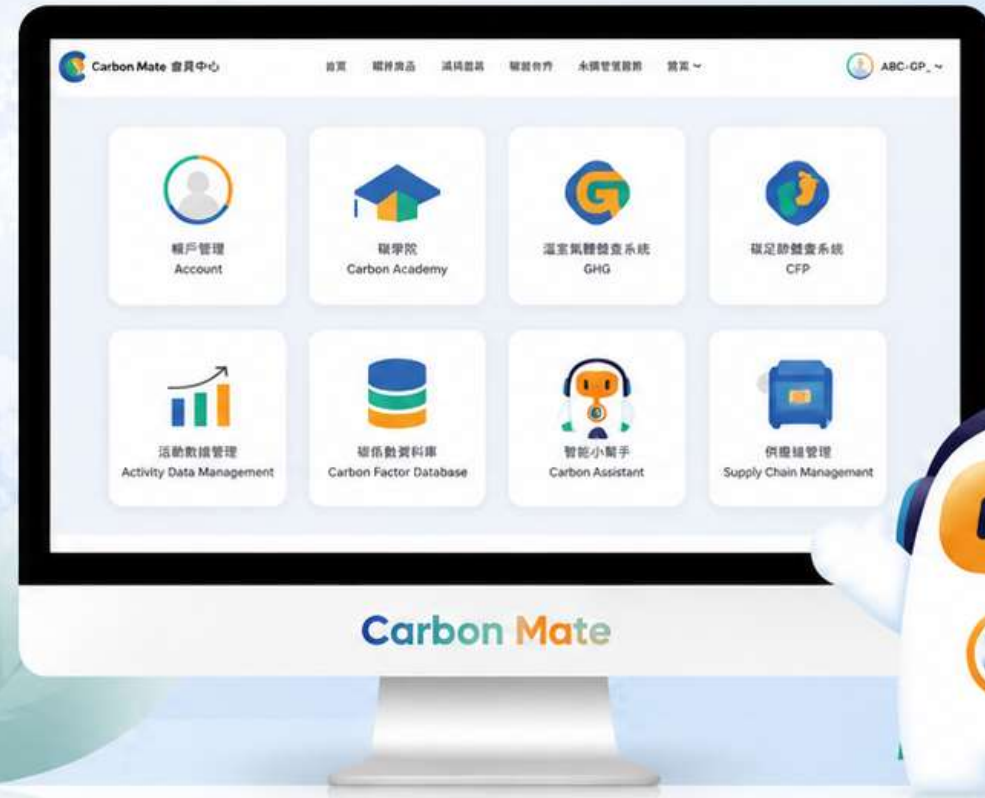 Carbon Mate 會員中心
首頁
ABC-GP_
帳戶管理
Account
碳學院
Carbon Academy
溫室氣體盤查系統
GHG
碳足跡盤查系統
CFP
活動數據管理
Activity Data Management
碳係數資料庫
Carbon Factor Database
智能小幫手
Carbon Assistant
供應鏈管理
Supply Chain Management
Carbon Mate